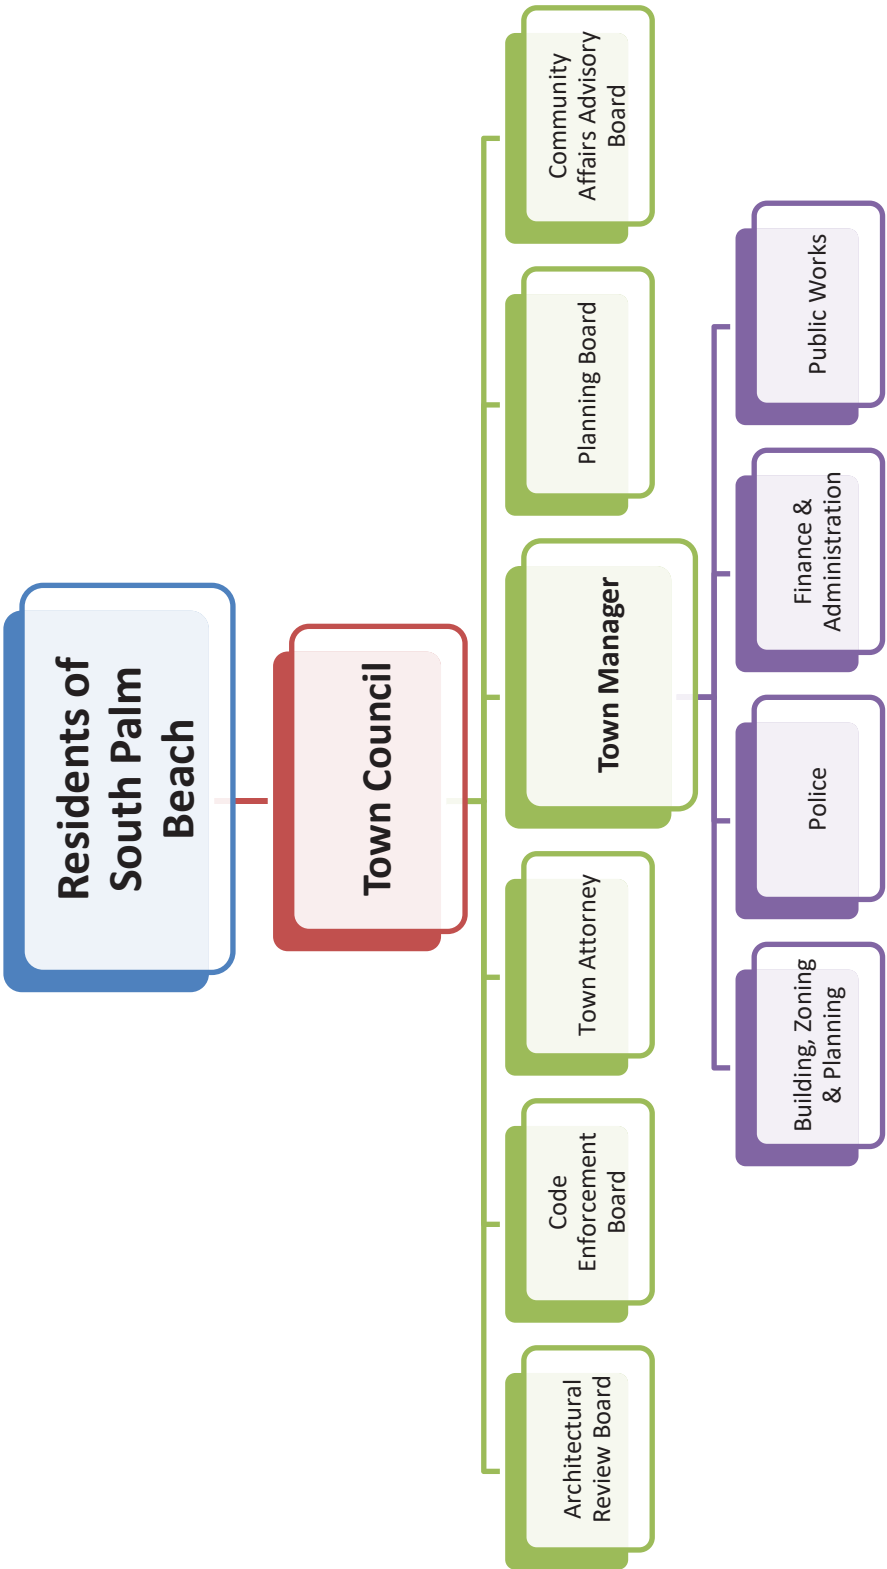 Residents of
South Palm
Beach
Town Council
Architectural
Review Board
Code
Enforcement
Board
Town Attorney
Town Manager
Planning Board
Community
Affairs Advisory
Board
Building, Zoning
& Planning
Police
Finance &
Administration
Public Works